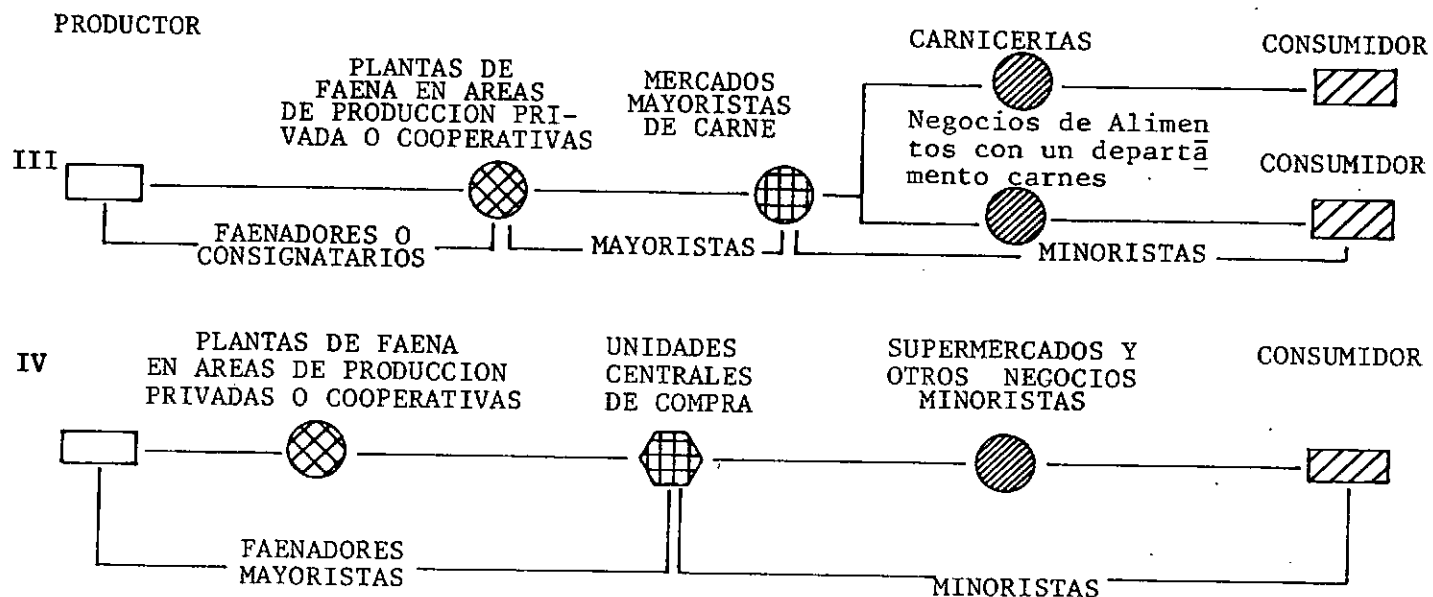 PRODUCTOR
PLANTAS DE
FAENA EN AREAS
DE PRODUCCION PRI-
VADA O COOPERATIVAS
MERCADOS
MAYORISTAS
DE CARNE
CARNICERIAS
CONSUMIDOR
Negocios de Alimen
tos con un departa
mento carnes
CONSUMIDOR
III
FAENADORES O
CONSIGNATARIOS
MAYORISTAS
MINORISTAS
IV
PLANTAS DE FAENA
EN AREAS DE PRODUCCION
PRIVADAS O COOPERATIVAS
UNIDADES
CENTRALES
DE COMPRA
SUPERMERCADOS Y
OTROS NEGOCIOS
MINORISTAS
CONSUMIDOR
FAENADORES
MAYORISTAS
MINORISTAS